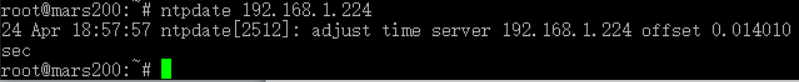 root@mars200:~# ntpdate 192.168.1.224
24 Apr 18:57:57 ntpdate[2512]: adjust time server 192.168.1.224 offset 0.014010
sec
root@mars200:~#